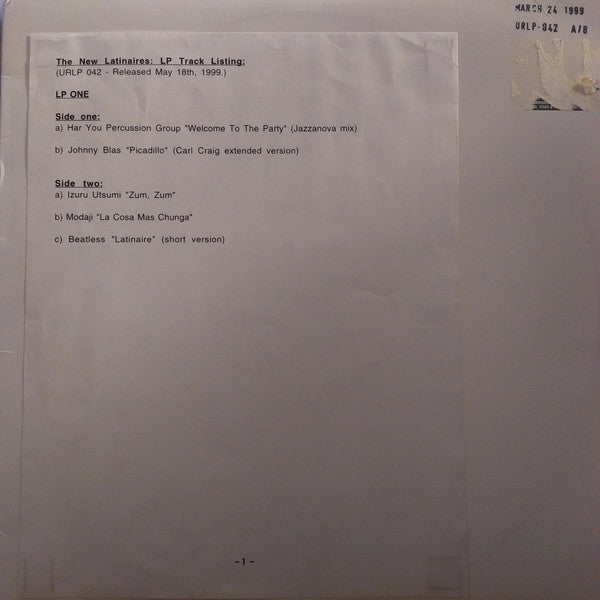 MARCH 24 1999
URLP-042 A/B
The New Latinaires: LP Track Listing:
(URLP 042 - Released May 18th, 1999.)
LP ONE
Side one:
a) Har You Percussion Group "Welcome To The Party" (Jazzanova mix)
b) Johnny Blas "Picadillo" (Carl Craig extended version)
Side two:
a) Izuru Utsumi "Zum, Zum"
b) Modaji "La Cosa Mas Chunga"
c) Beatless "Latinaire" (short version)
- 1 -